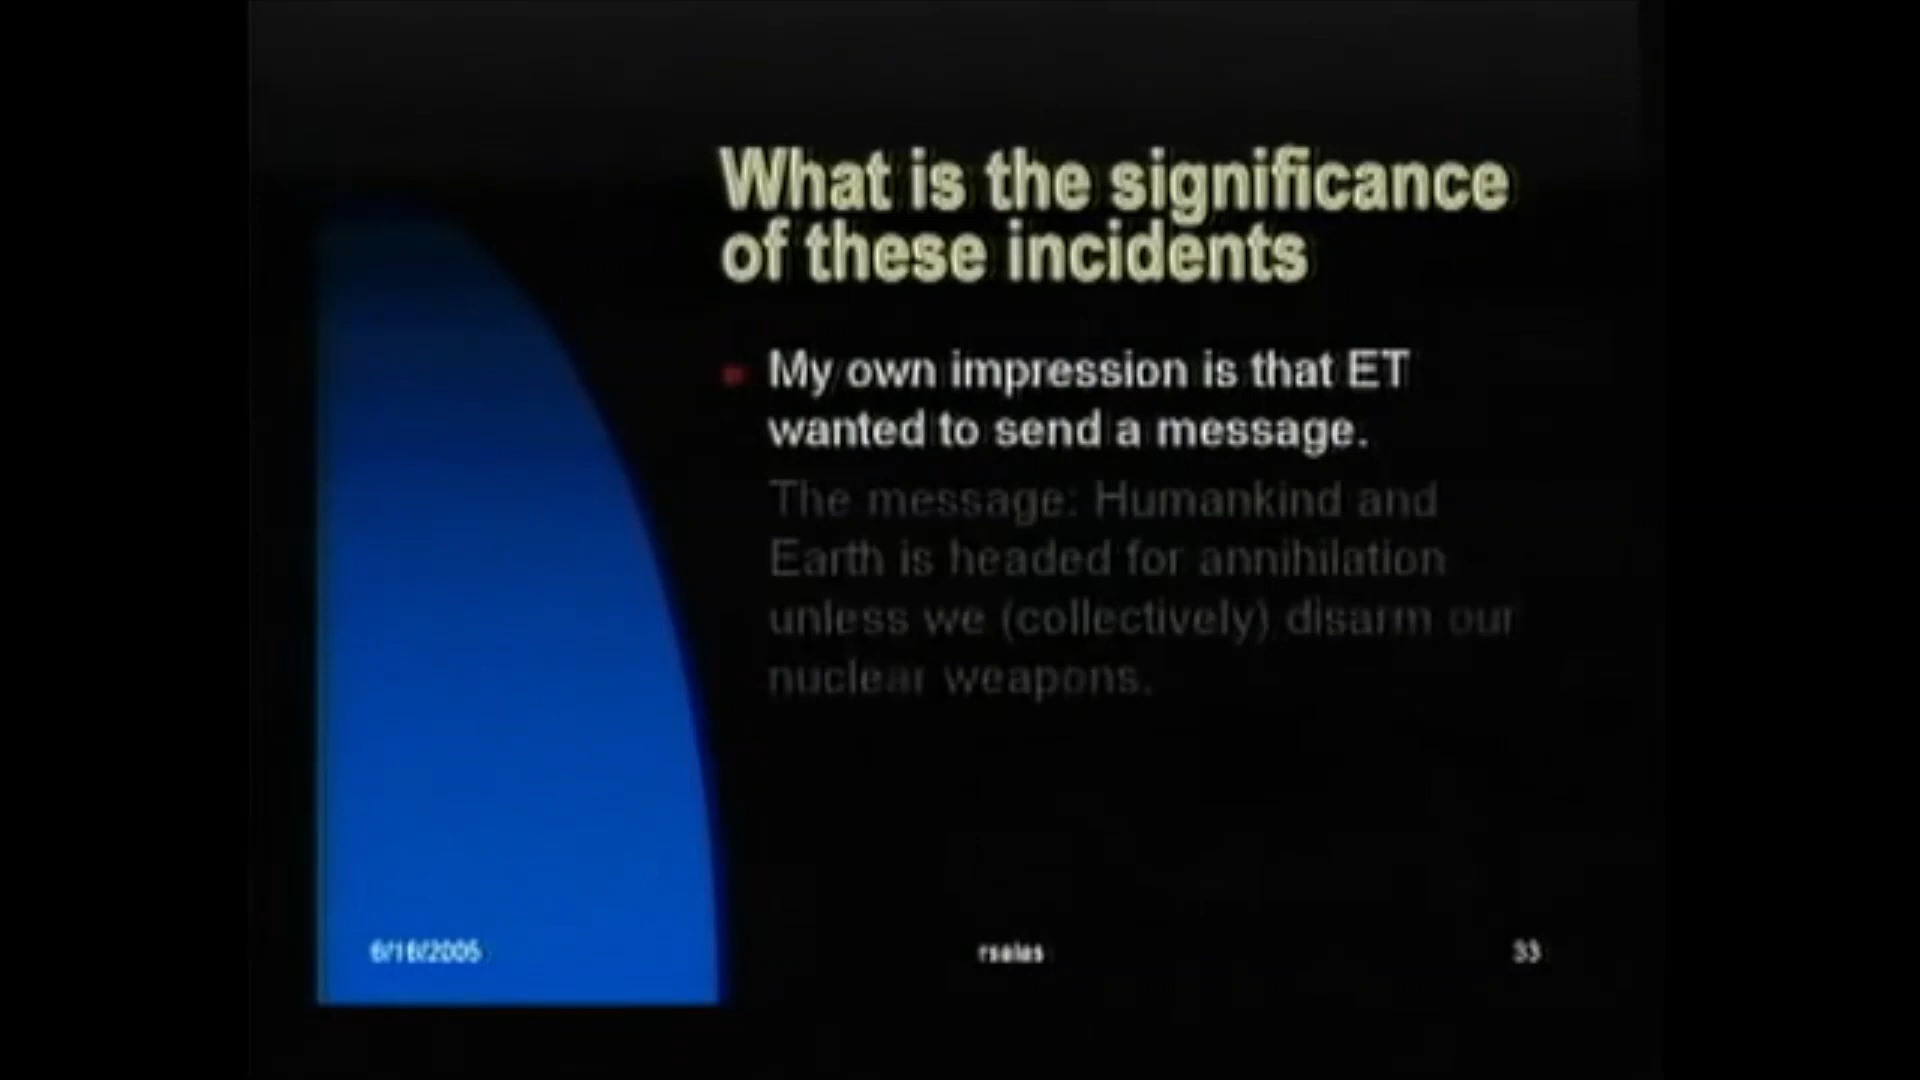 What is the significance
of these incidents
My own impression is that ET
wanted to send a message.
The message: Humankind and
Earth is headed for annihilation
unless we (collectively) disarm our
nuclear weapons.
6/16/2005
rsalas
33